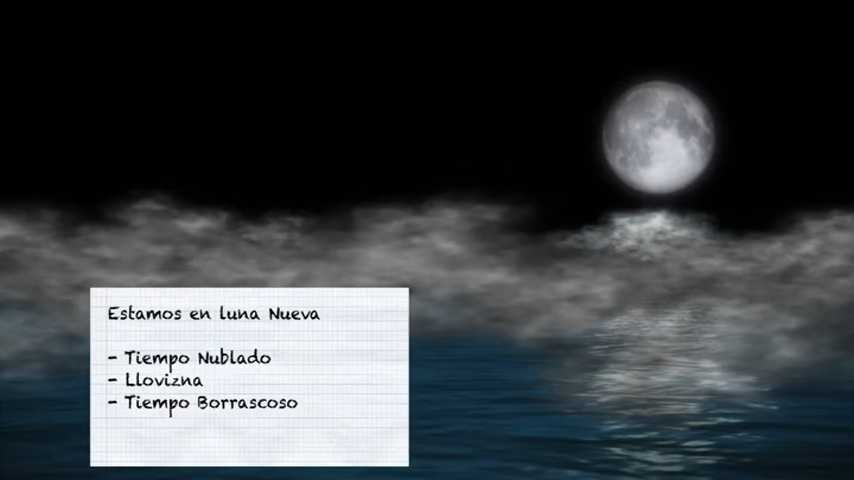 Estamos en luna Nueva
- Tiempo Nublado
- Llovizna
- Tiempo Borrascoso